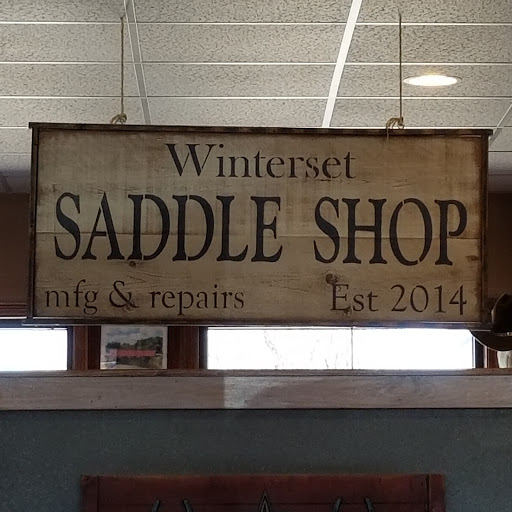 Winterset
SADDLE SHOP
mfg & repairs Est 2014